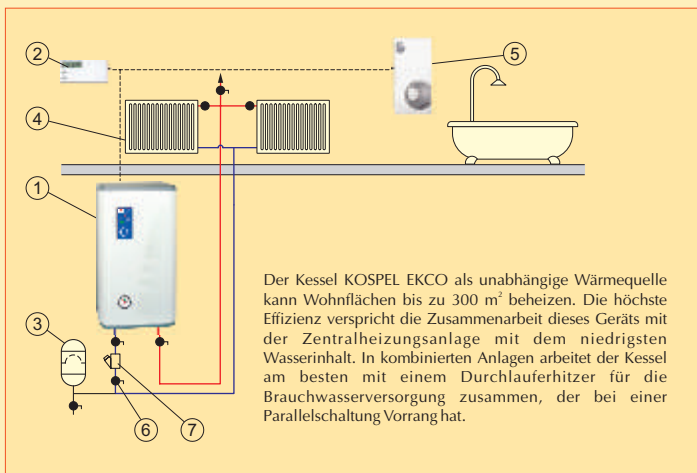 2
5
4
1
3
6
7
Der Kessel KOSPEL EKCO als unabhängige Wärmequelle
kann Wohnflächen bis zu 300 m² beheizen. Die höchste
Effizienz verspricht die Zusammenarbeit dieses Geräts mit
der Zentralheizungsanlage mit dem niedrigsten
Wasserinhalt. In kombinierten Anlagen arbeitet der Kessel
am besten mit einem Durchlauferhitzer für die
Brauchwasserversorgung zusammen, der bei einer
Parallelschaltung Vorrang hat.